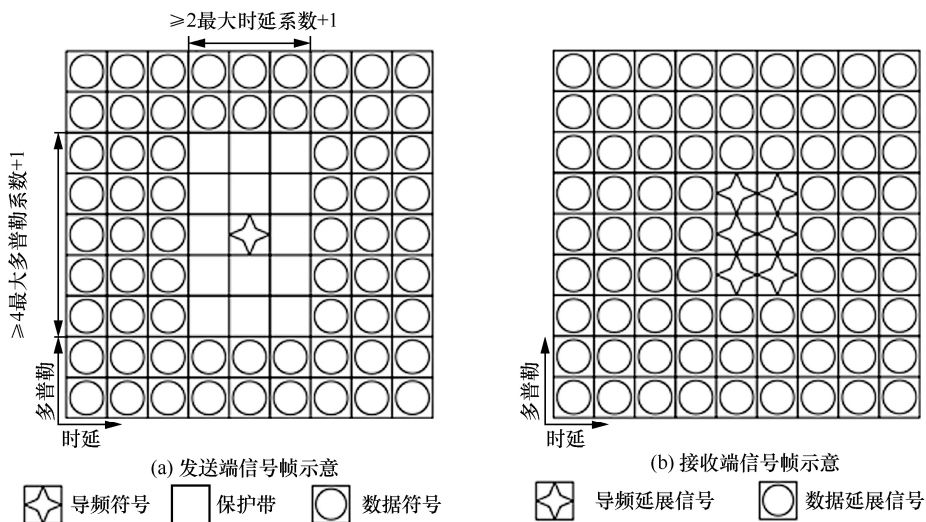 ≥2最大时延系数+1
≥4最大多普勒系数+1
多普勒
时延
多普勒
时延
(a) 发送端信号帧示意
(b) 接收端信号帧示意
导频符号
保护带
数据符号
导频延展信号
数据延展信号